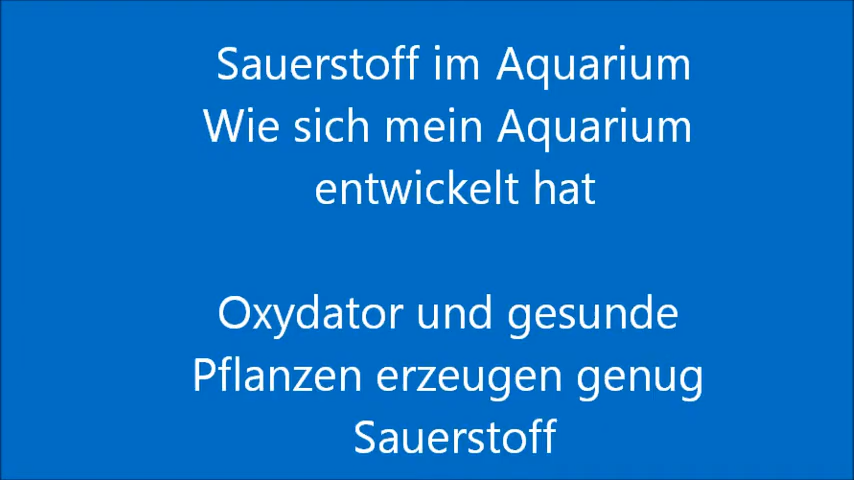 Sauerstoff im Aquarium
Wie sich mein Aquarium
entwickelt hat
Oxydator und gesunde
Pflanzen erzeugen genug
Sauerstoff